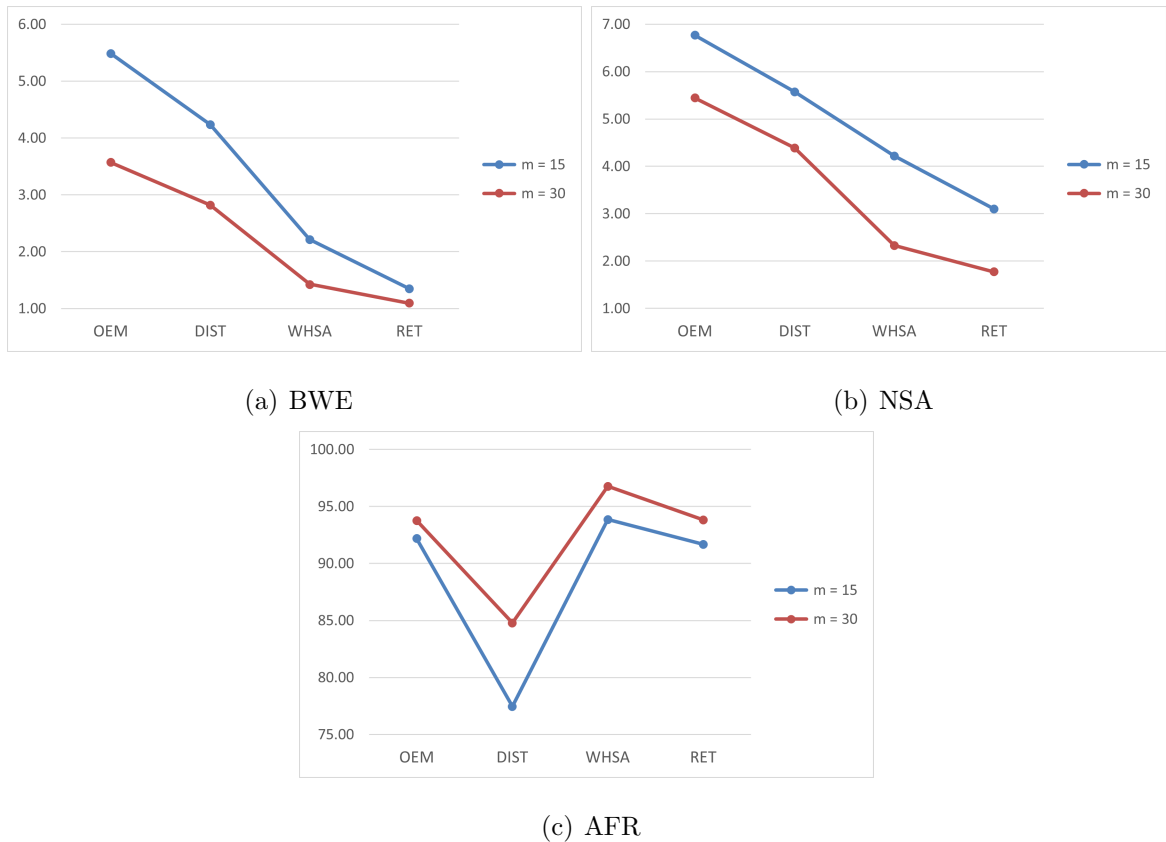 6.00
5.00
4.00
3.00
2.00
1.00
OEM DIST WHSA RET
m = 15
m = 30
(a) BWE
7.00
6.00
5.00
4.00
3.00
2.00
1.00
OEM DIST WHSA RET
m = 15
m = 30
(b) NSA
100.00
95.00
90.00
85.00
80.00
75.00
OEM DIST WHSA RET
m = 15
m = 30
(c) AFR